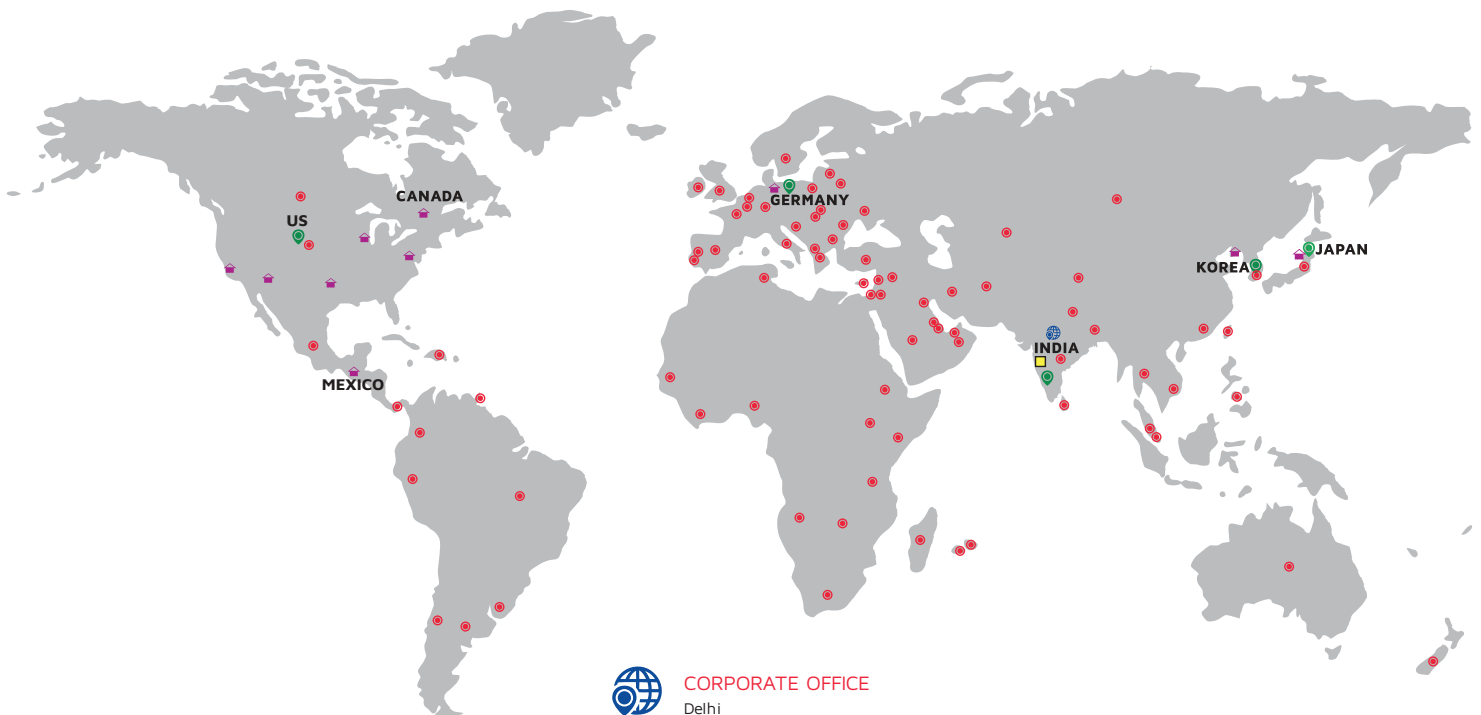 CANADA
US
GERMANY
JAPAN
KOREA
INDIA
MEXICO
CORPORATE OFFICE
Delhi